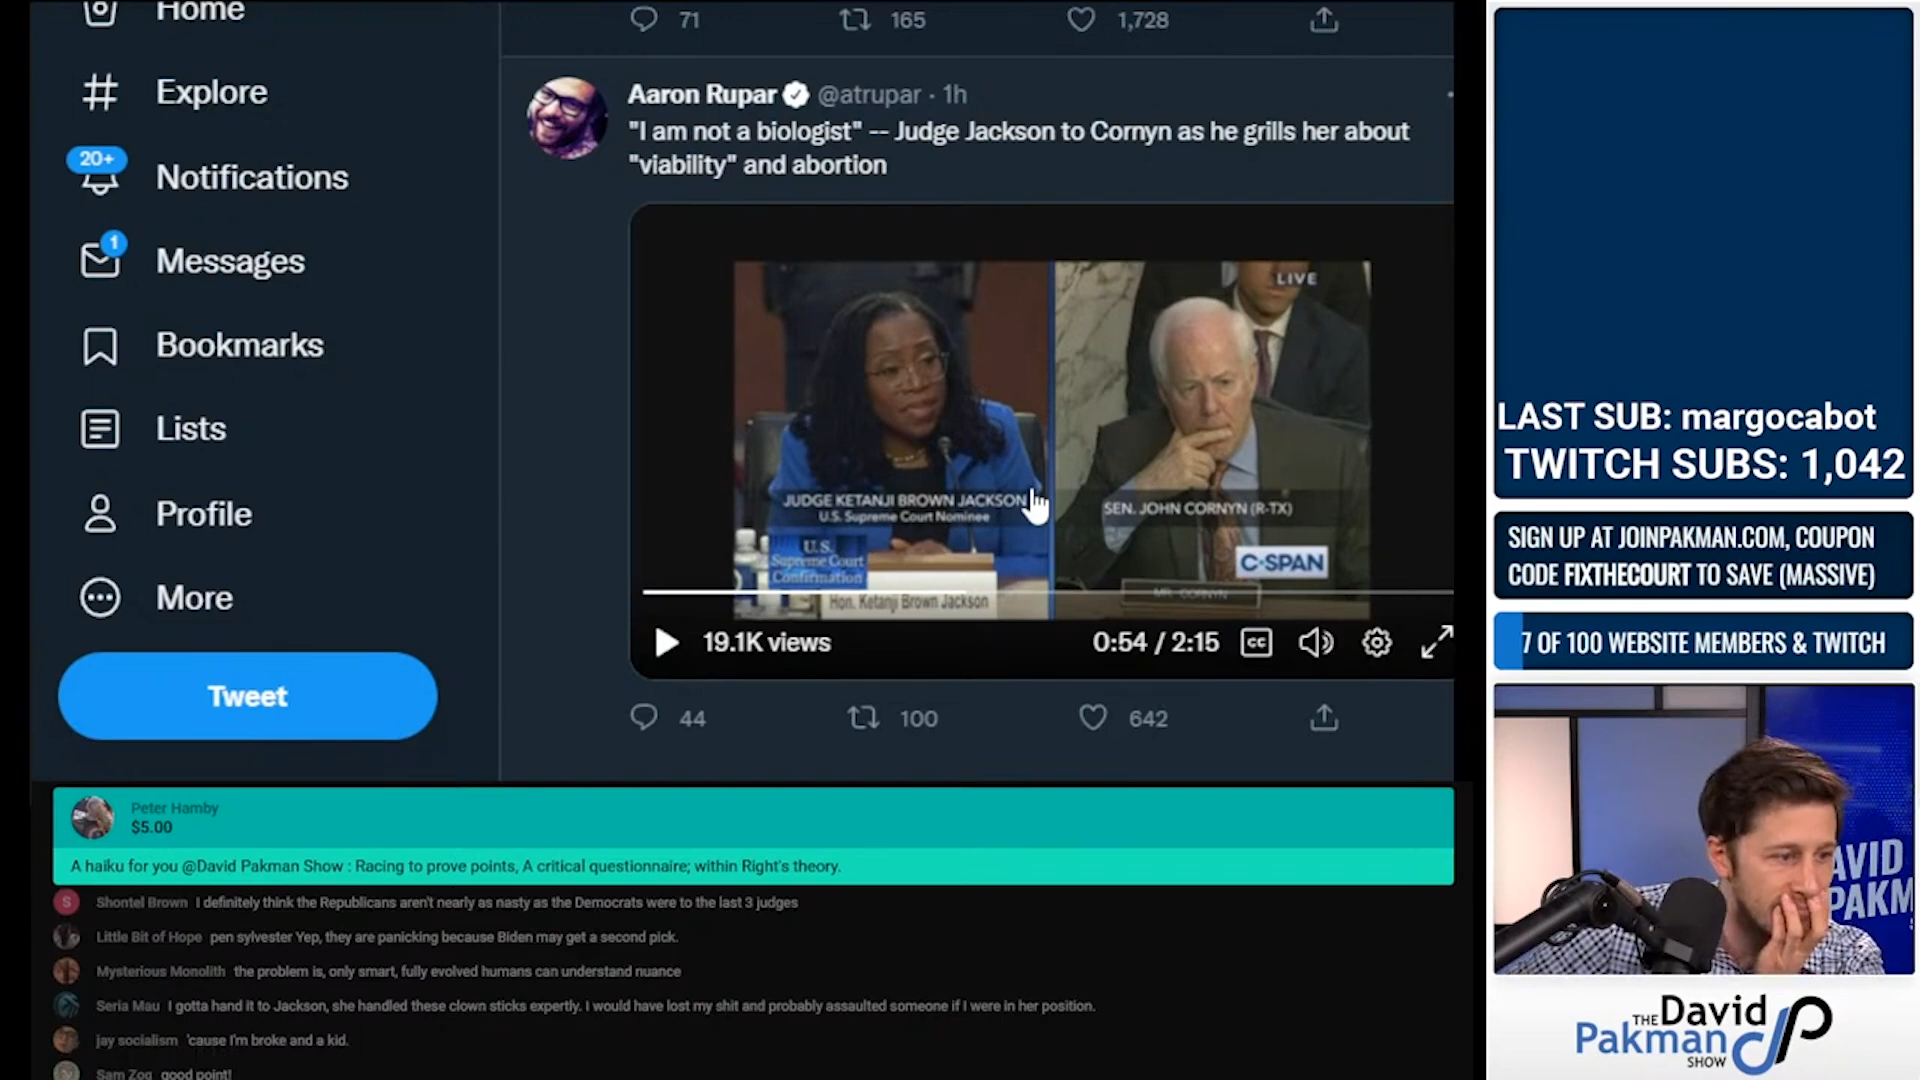 Home
Explore
20+
Notifications
1
Messages
Bookmarks
Lists
Profile
More
Tweet
71 165 1,728
Aaron Rupar @atrupar · 1h
"I am not a biologist" -- Judge Jackson to Cornyn as he grills her about
"viability" and abortion
LIVE
JUDGE KETANJI BROWN JACKSON
U.S. Supreme Court Nominee
SEN. JOHN CORNYN (R-TX)
U.S.
Supreme Court
Confirmation
C-SPAN
Hon. Ketanji Brown Jackson
MR. CORNYN
19.1K views
0:54 / 2:15
CC
44 100 642
Peter Hamby
$5.00
A haiku for you @David Pakman Show : Racing to prove points, A critical questionnaire; within Right's theory.
S Shontel Brown I definitely think the Republicans aren't nearly as nasty as the Democrats were to the last 3 judges
Little Bit of Hope pen sylvester Yep, they are panicking because Biden may get a second pick.
Mysterious Monolith the problem is, only smart, fully evolved humans can understand nuance
Seria Mau I gotta hand it to Jackson, she handled these clown sticks expertly. I would have lost my shit and probably assaulted someone if I were in her position.
jay socialism 'cause I'm broke and a kid.
Sam Zog good point!
LAST SUB: margocabot
TWITCH SUBS: 1,042
SIGN UP AT JOINPAKMAN.COM, COUPON
CODE FIXTHECOURT TO SAVE (MASSIVE)
7 OF 100 WEBSITE MEMBERS & TWITCH
AVID
PAKM
THE David
Pakman
SHOW